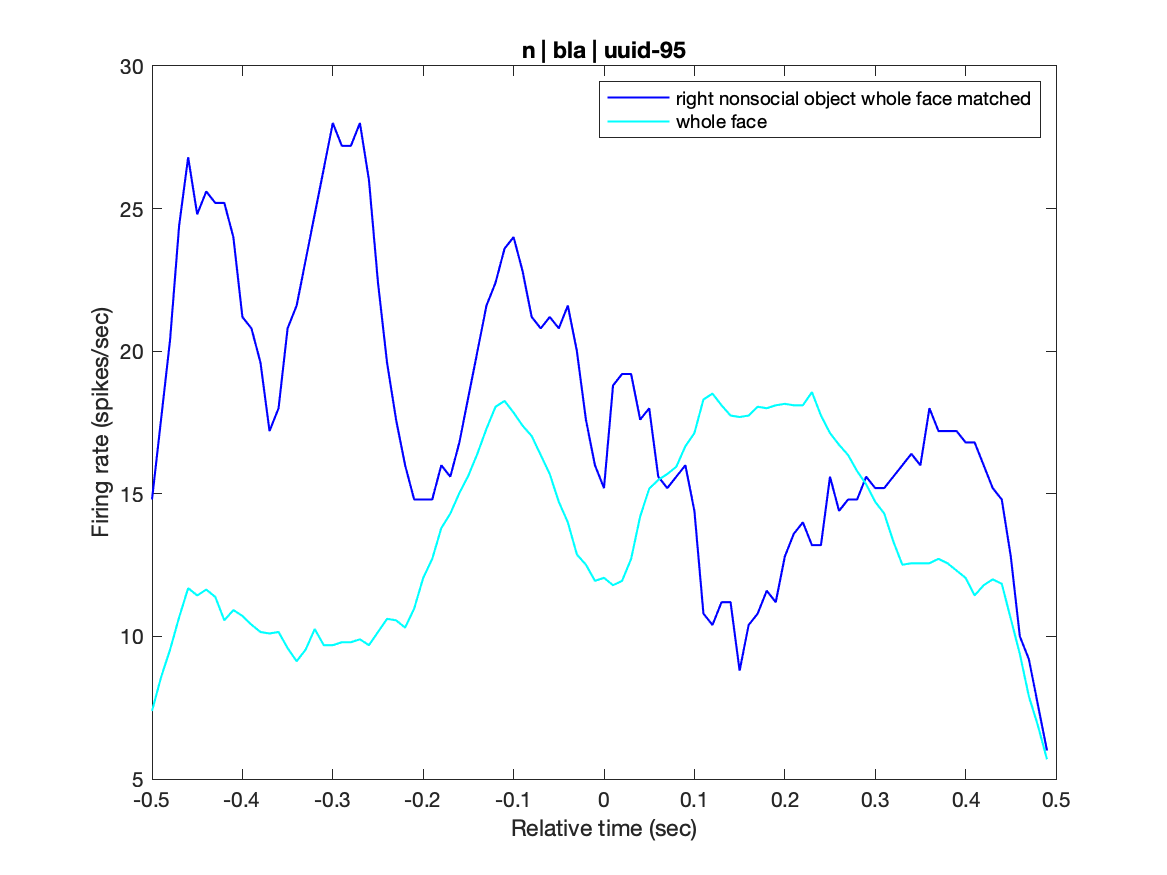 n | bla | uuid-95
30
25
20
15
10
5
Firing rate (spikes/sec)
right nonsocial object whole face matched
whole face
-0.5 -0.4 -0.3 -0.2 -0.1 0 0.1 0.2 0.3 0.4 0.5
Relative time (sec)